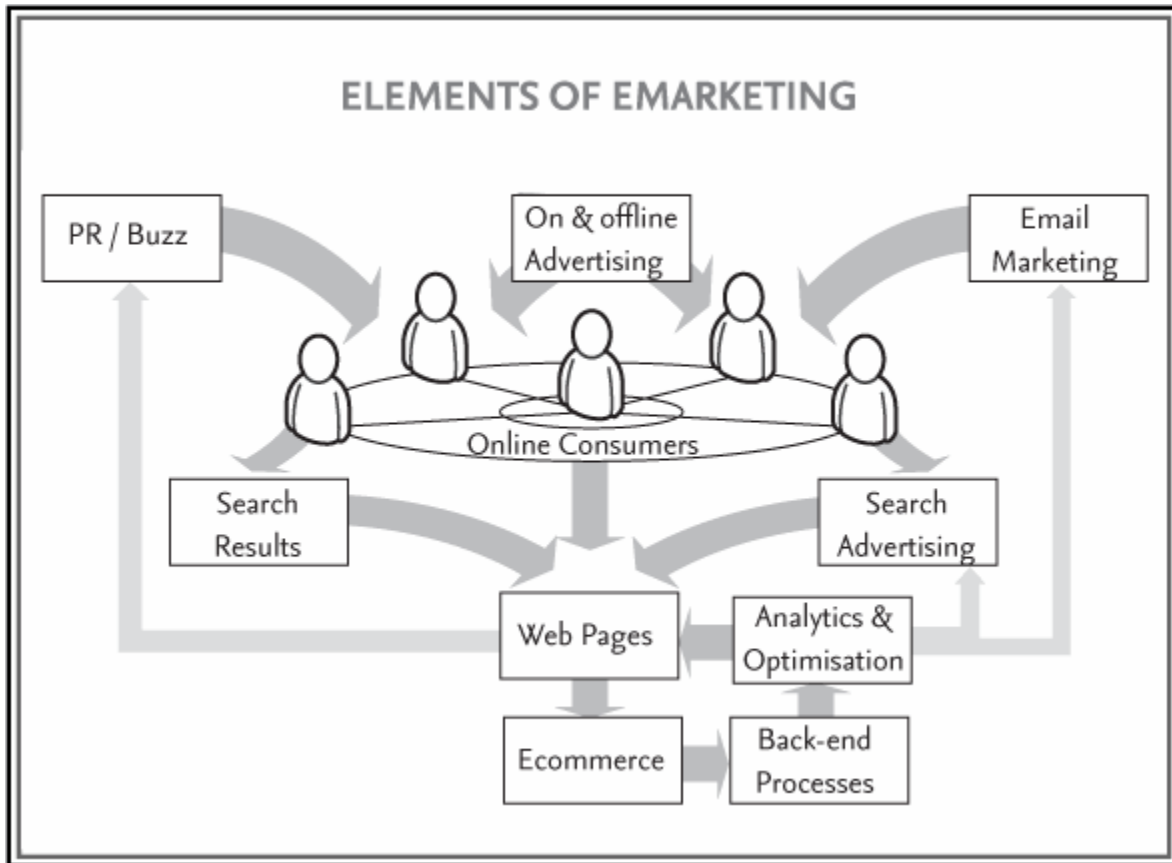 ELEMENTS OF EMARKETING
PR / Buzz
On & offline
Advertising
Email
Marketing
Online Consumers
Search
Results
Search
Advertising
Web Pages
Analytics &
Optimisation
Ecommerce
Back-end
Processes